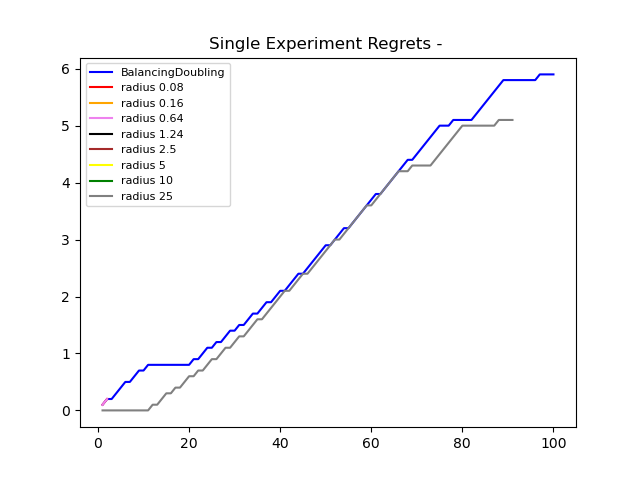 Single Experiment Regrets -
BalancingDoubling
radius 0.08
radius 0.16
radius 0.64
radius 1.24
radius 2.5
radius 5
radius 10
radius 25
6
5
4
3
2
1
0
0 20 40 60 80 100